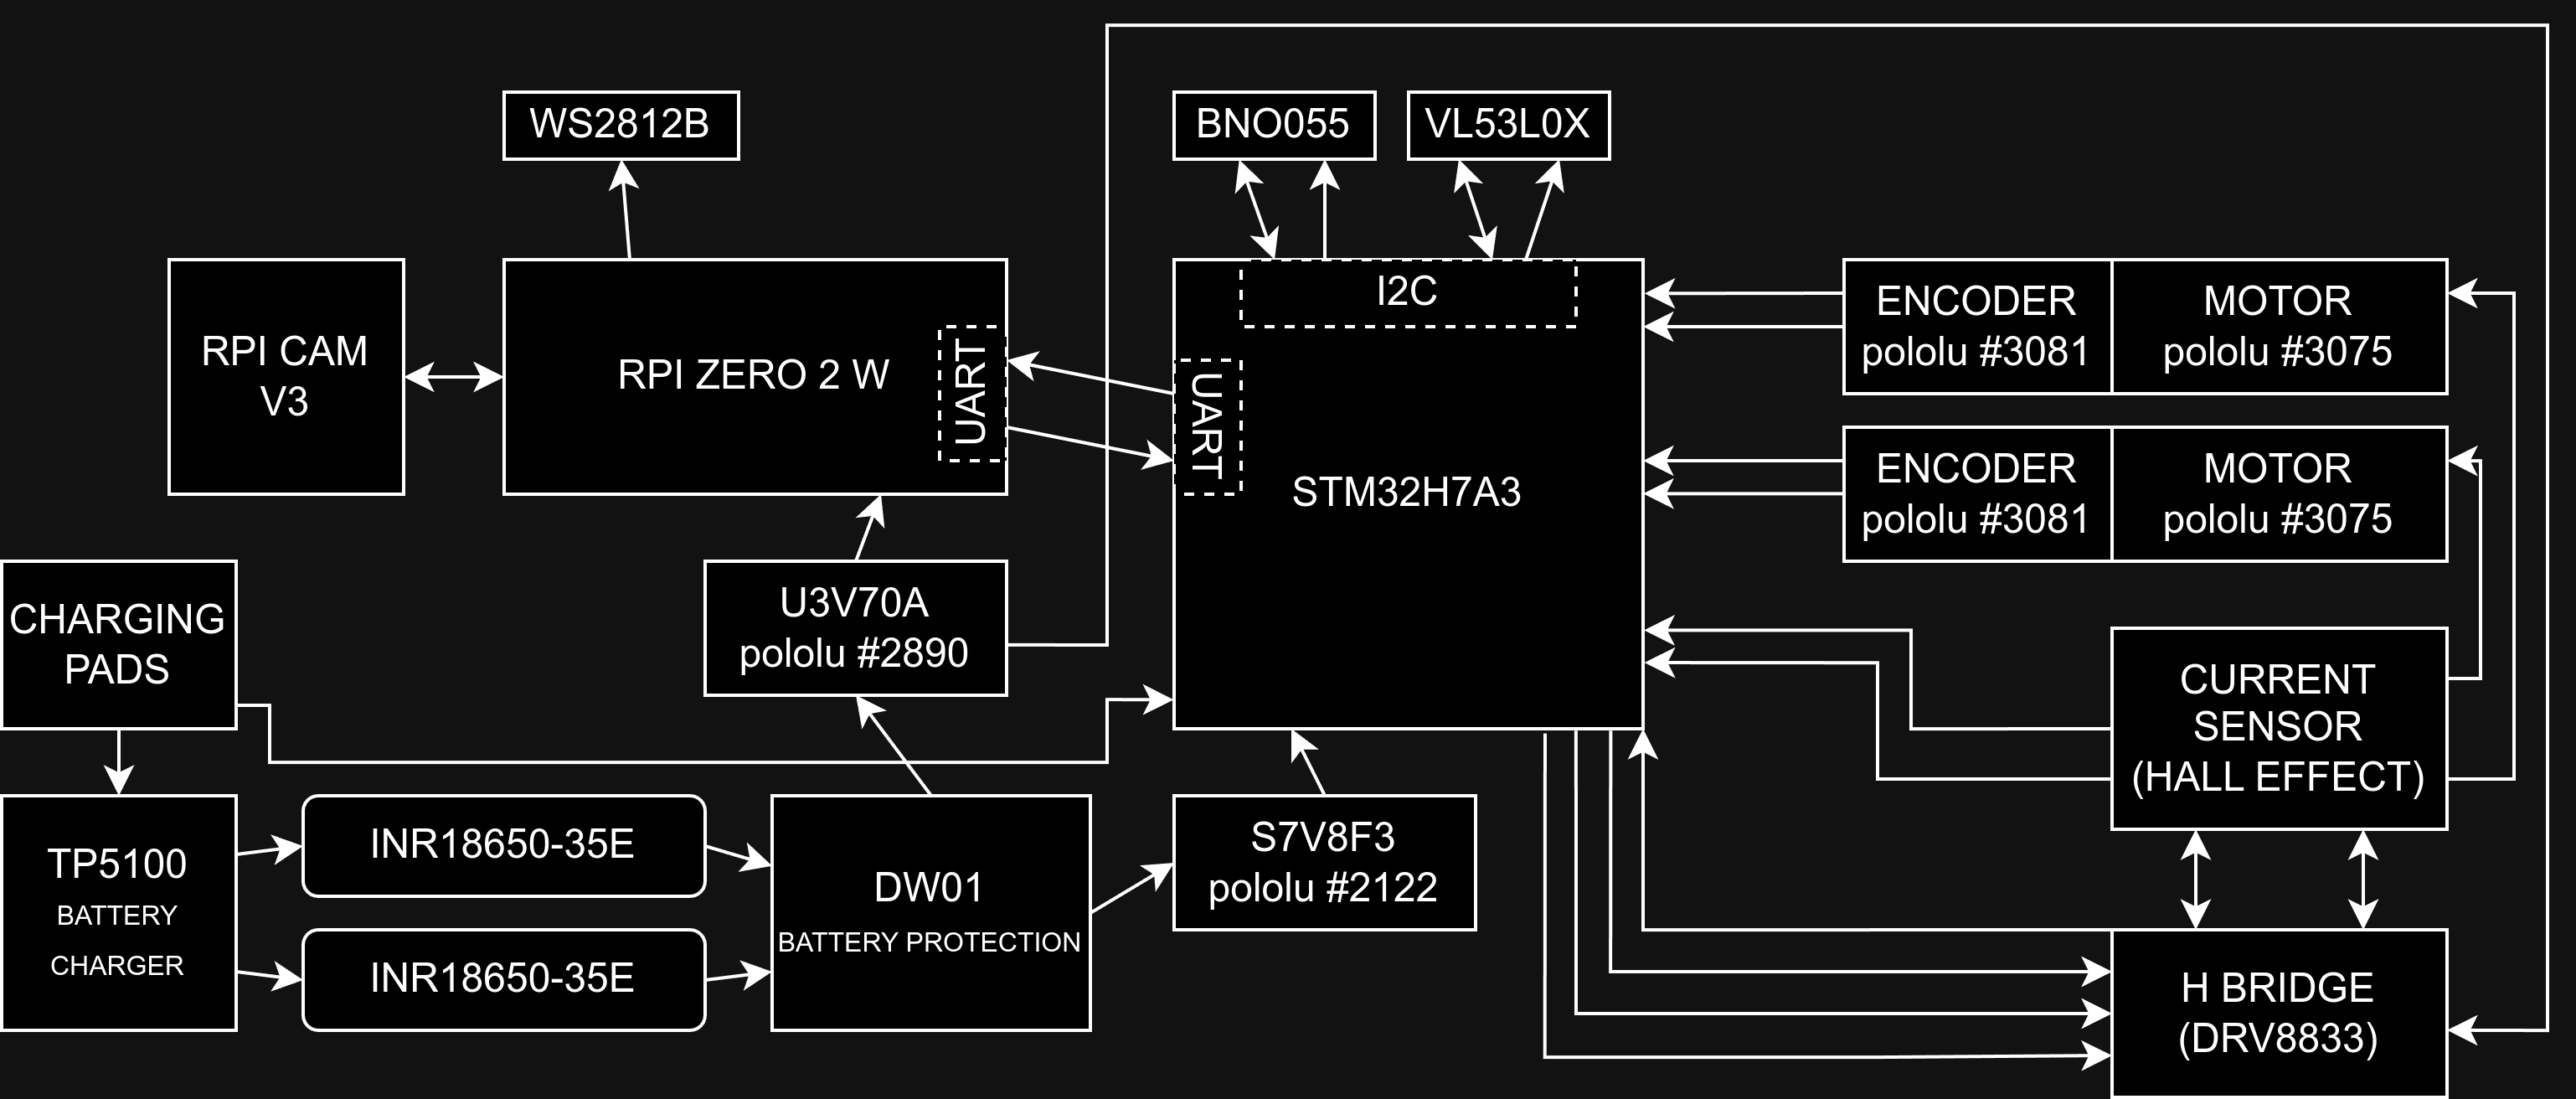 WS2812B
BNO055
VL53L0X
RPI CAM
V3
RPI ZERO 2 W
UART
UART
I2C
STM32H7A3
ENCODER
pololu #3081
MOTOR
pololu #3075
ENCODER
pololu #3081
MOTOR
pololu #3075
CHARGING
PADS
U3V70A
pololu #2890
CURRENT
SENSOR
(HALL EFFECT)
TP5100
BATTERY
CHARGER
INR18650-35E
INR18650-35E
DW01
BATTERY PROTECTION
S7V8F3
pololu #2122
H BRIDGE
(DRV8833)